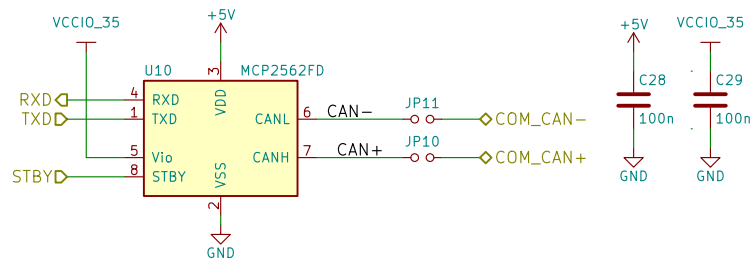 VCCIO_35
+5V
+5V
VCCIO_35
U10
MCP2562FD
3
VDD
C28
C29
RXD
4
RXD
TXD
1
TXD
CANL
6
CAN-
JP11
COM_CAN-
100n
100n
5
Vio
CANH
7
CAN+
JP10
COM_CAN+
STBY
8
STBY
VSS
2
GND
GND
GND